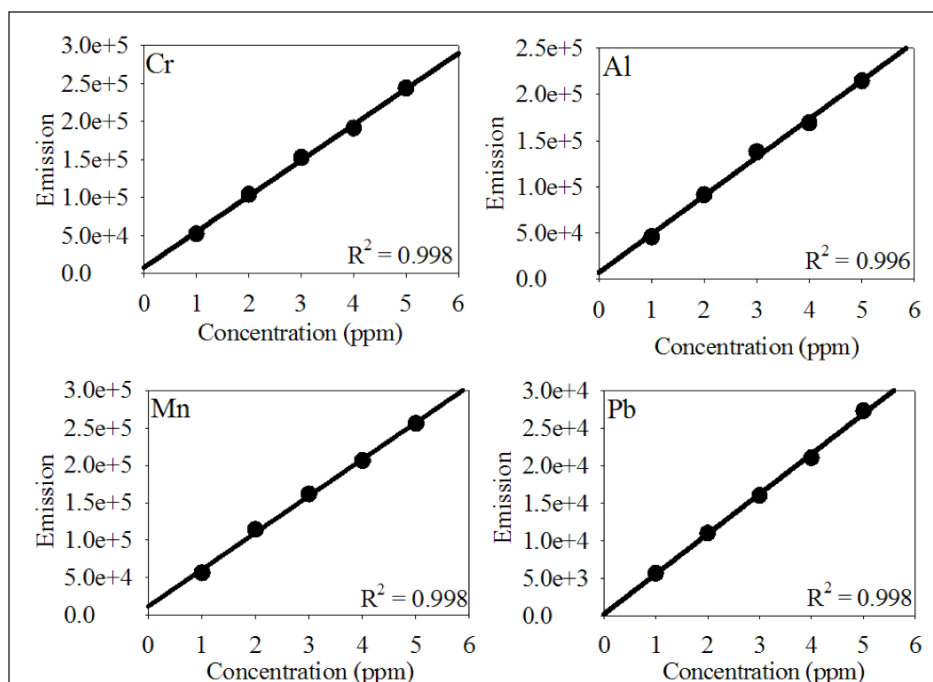 Cr
Emission
3.0e+5
2.5e+5
2.0e+5
1.5e+5
1.0e+5
5.0e+4
0.0
R² = 0.998
0 1 2 3 4 5 6
Concentration (ppm)
Al
Emission
2.5e+5
2.0e+5
1.5e+5
1.0e+5
5.0e+4
0.0
R² = 0.996
0 1 2 3 4 5 6
Concentration (ppm)
Mn
Emission
3.0e+5
2.5e+5
2.0e+5
1.5e+5
1.0e+5
5.0e+4
0.0
R² = 0.998
0 1 2 3 4 5 6
Concentration (ppm)
Pb
Emission
3.0e+4
2.5e+4
2.0e+4
1.5e+4
1.0e+4
5.0e+3
0.0
R² = 0.998
0 1 2 3 4 5 6
Concentration (ppm)